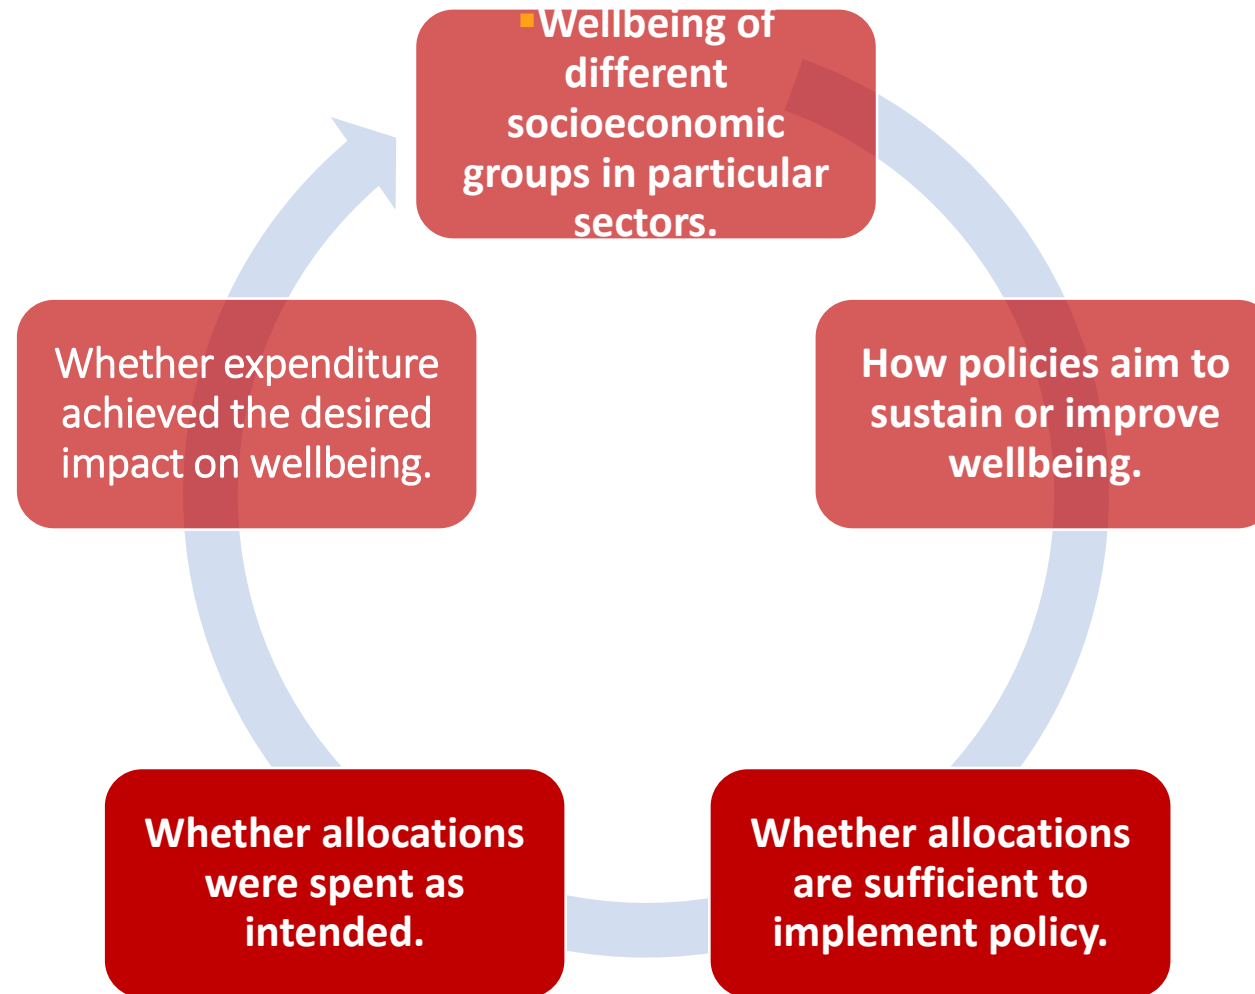 ▪Wellbeing of
different
socioeconomic
groups in particular
sectors.
How policies aim to
sustain or improve
wellbeing.
Whether allocations
are sufficient to
implement policy.
Whether allocations
were spent as
intended.
Whether expenditure
achieved the desired
impact on wellbeing.